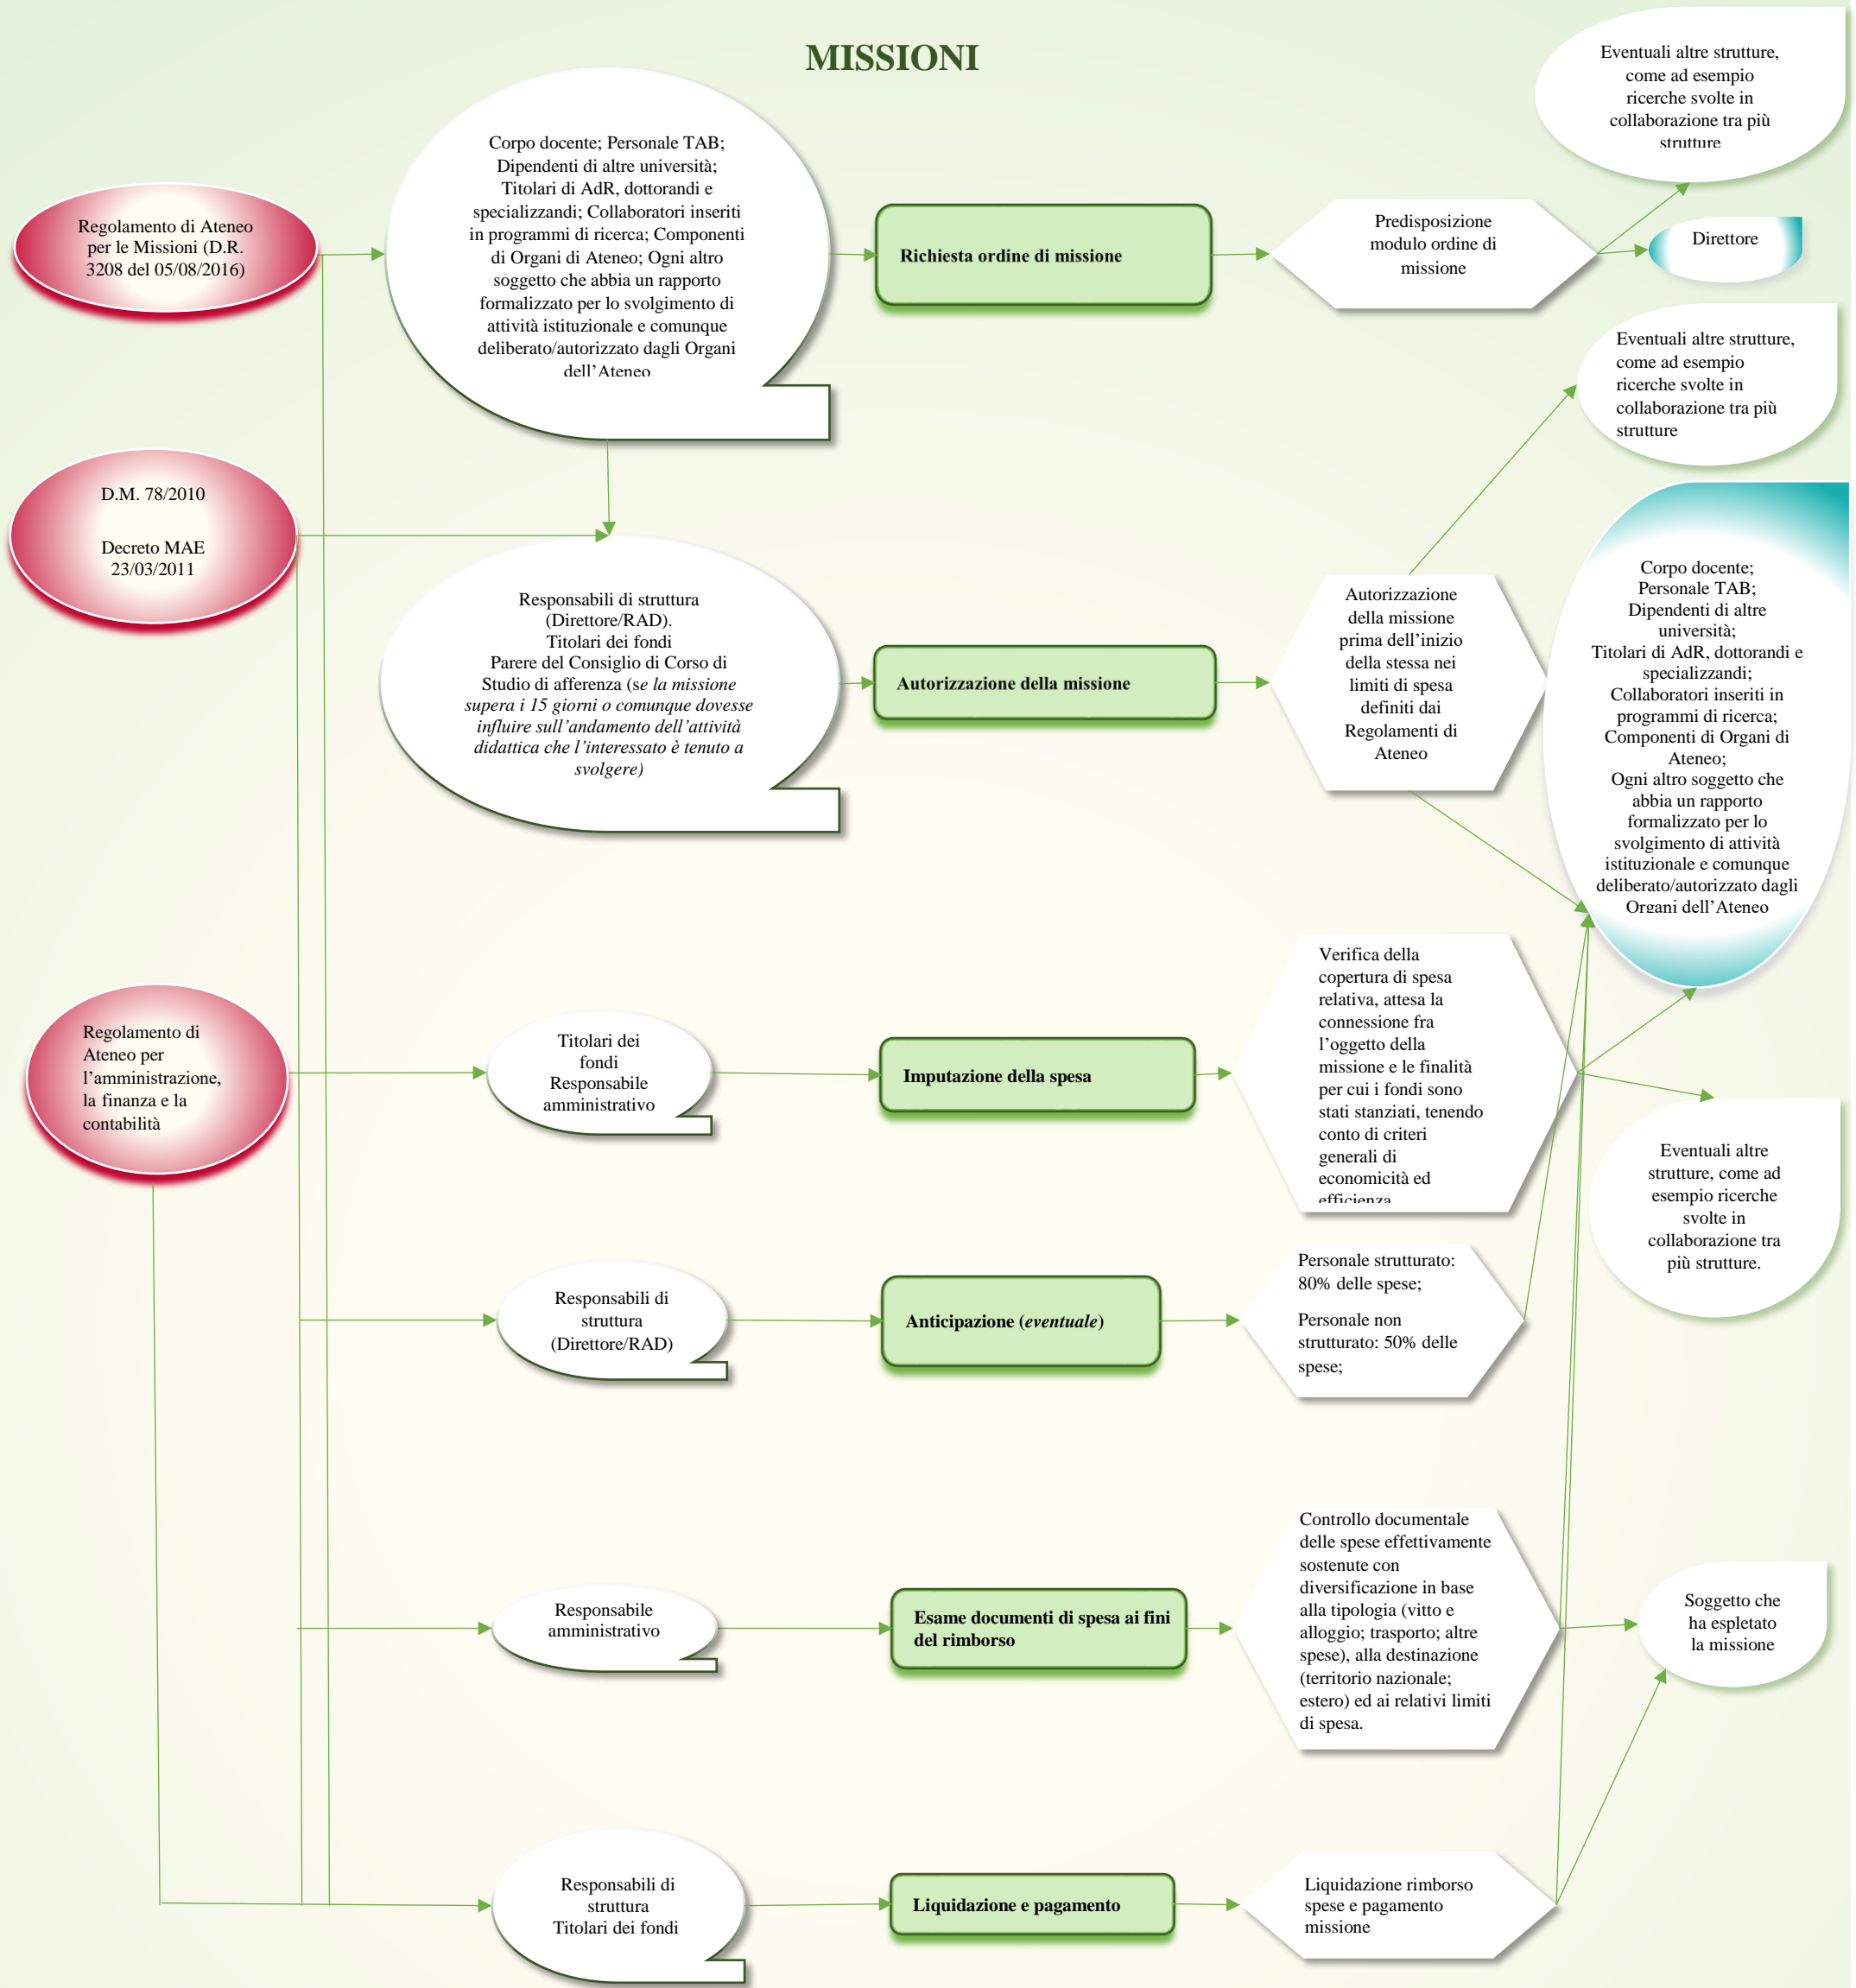 MISSIONI
Eventuali altre strutture,
come ad esempio
ricerche svolte in
collaborazione tra più
strutture
Regolamento di Ateneo
per le Missioni (D.R.
3208 del 05/08/2016)
Corpo docente; Personale TAB;
Dipendenti di altre università;
Titolari di AdR, dottorandi e
specializzandi; Collaboratori inseriti
in programmi di ricerca; Componenti
di Organi di Ateneo; Ogni altro
soggetto che abbia un rapporto
formalizzato per lo svolgimento di
attività istituzionale e comunque
deliberato/autorizzato dagli Organi
dell’Ateneo
Richiesta ordine di missione
Predisposizione
modulo ordine di
missione
Direttore
Eventuali altre strutture,
come ad esempio
ricerche svolte in
collaborazione tra più
strutture
D.M. 78/2010
Decreto MAE
23/03/2011
Responsabili di struttura
(Direttore/RAD).
Titolari dei fondi
Parere del Consiglio di Corso di
Studio di afferenza (se la missione
supera i 15 giorni o comunque dovesse
influire sull’andamento dell’attività
didattica che l’interessato è tenuto a
svolgere)
Autorizzazione della missione
Autorizzazione
della missione
prima dell’inizio
della stessa nei
limiti di spesa
definiti dai
Regolamenti di
Ateneo
Corpo docente;
Personale TAB;
Dipendenti di altre
università;
Titolari di AdR, dottorandi e
specializzandi;
Collaboratori inseriti in
programmi di ricerca;
Componenti di Organi di
Ateneo;
Ogni altro soggetto che
abbia un rapporto
formalizzato per lo
svolgimento di attività
istituzionale e comunque
deliberato/autorizzato dagli
Organi dell’Ateneo
Regolamento di
Ateneo per
l’amministrazione,
la finanza e la
contabilità
Titolari dei
fondi
Responsabile
amministrativo
Imputazione della spesa
Verifica della
copertura di spesa
relativa, attesa la
connessione fra
l’oggetto della
missione e le finalità
per cui i fondi sono
stati stanziati, tenendo
conto di criteri
generali di
economicità ed
efficienza
Eventuali altre
strutture, come ad
esempio ricerche
svolte in
collaborazione tra
più strutture.
Responsabili di
struttura
(Direttore/RAD)
Anticipazione (eventuale)
Personale strutturato:
80% delle spese;
Personale non
strutturato: 50% delle
spese;
Responsabile
amministrativo
Esame documenti di spesa ai fini
del rimborso
Controllo documentale
delle spese effettivamente
sostenute con
diversificazione in base
alla tipologia (vitto e
alloggio; trasporto; altre
spese), alla destinazione
(territorio nazionale;
estero) ed ai relativi limiti
di spesa.
Soggetto che
ha espletato
la missione
Responsabili di
struttura
Titolari dei fondi
Liquidazione e pagamento
Liquidazione rimborso
spese e pagamento
missione